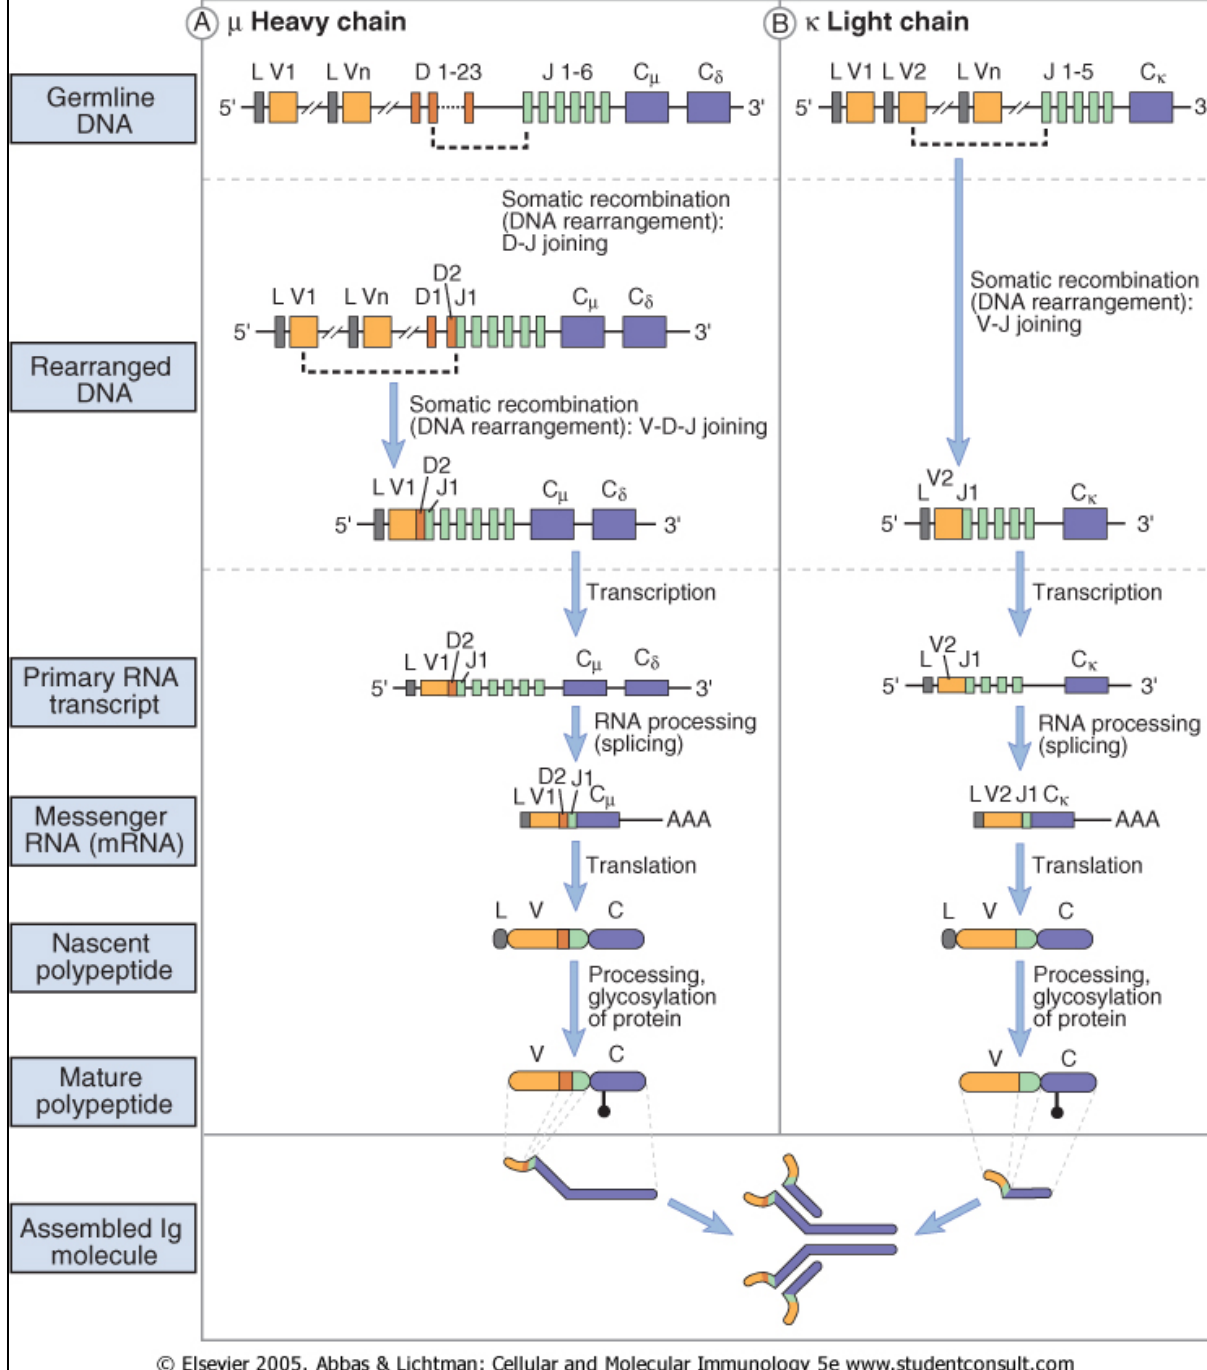 A μ Heavy chain
B κ Light chain
Germline
DNA
L V1 L Vn D 1-23 J 1-6 Cμ Cδ
5' 3'
L V1 L V2 L Vn J 1-5 Cκ
5' 3'
Somatic recombination
(DNA rearrangement):
D-J joining
Rearranged
DNA
D2
L V1 L Vn D1 J1 Cμ Cδ
5' 3'
Somatic recombination
(DNA rearrangement): V-D-J joining
D2
L V1 J1 Cμ Cδ
5' 3'
Somatic recombination
(DNA rearrangement):
V-J joining
V2
L J1 Cκ
5' 3'
Transcription
Transcription
Primary RNA
transcript
D2
L V1 J1 Cμ Cδ
5' 3'
V2
L J1 Cκ
5' 3'
RNA processing
(splicing)
RNA processing
(splicing)
Messenger
RNA (mRNA)
D2 J1
L V1 Cμ
AAA
L V2 J1 Cκ
AAA
Translation
Translation
Nascent
polypeptide
L V C
L V C
Processing,
glycosylation
of protein
Processing,
glycosylation
of protein
Mature
polypeptide
V C
V C
Assembled Ig
molecule
© Elsevier 2005. Abbas & Lichtman: Cellular and Molecular Immunology 5e www.studentconsult.com